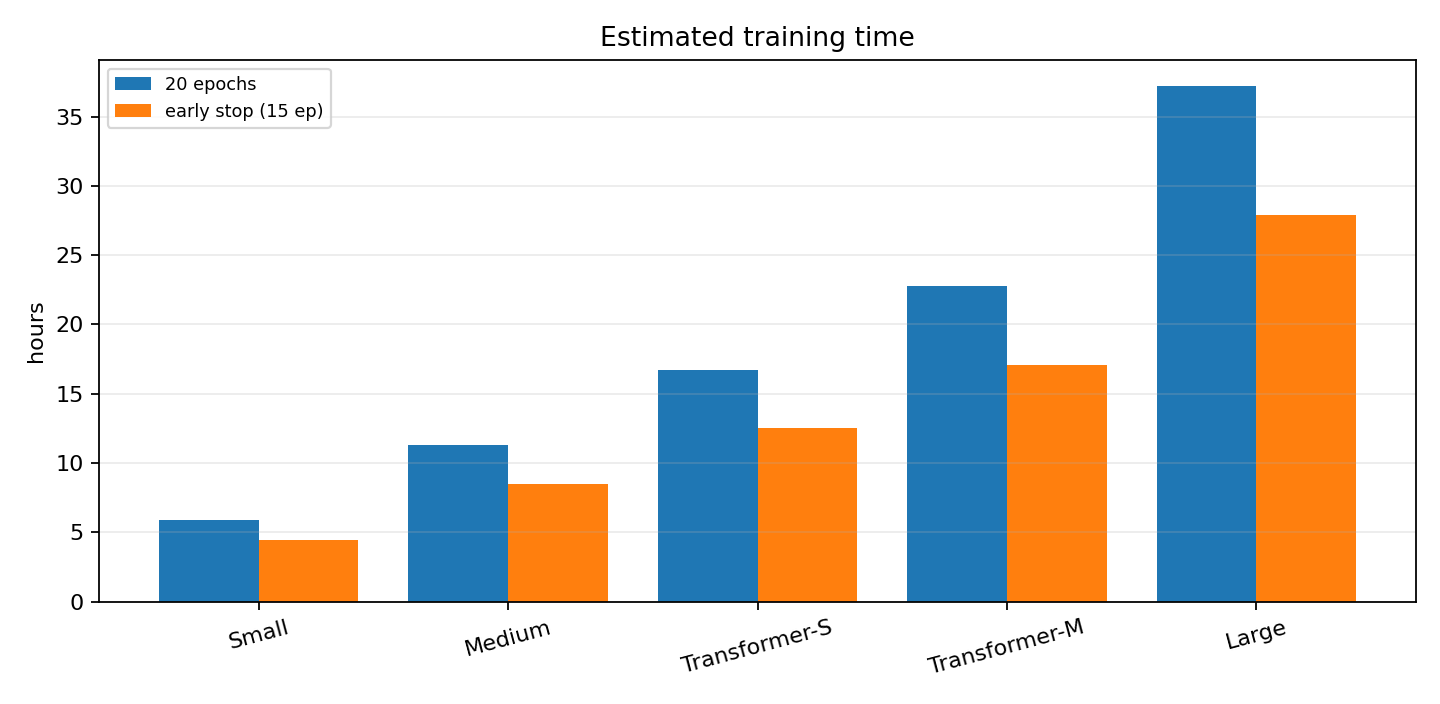 Estimated training time
20 epochs
early stop (15 ep)
hours
35
30
25
20
15
10
5
0
Small
Medium
Transformer-S
Transformer-M
Large